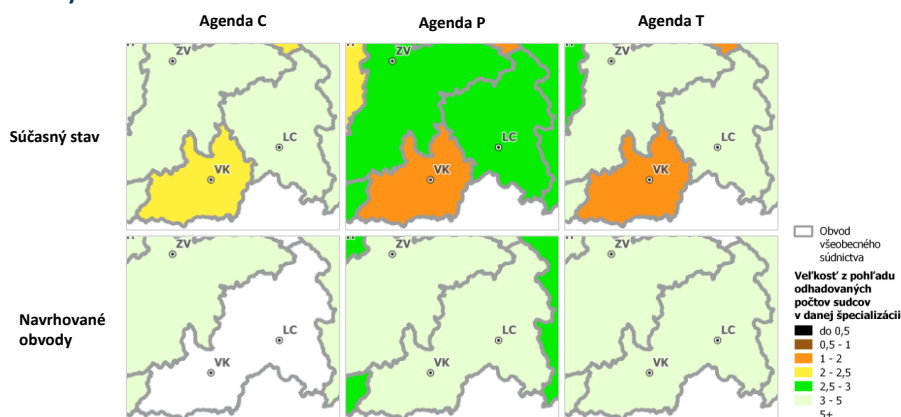 Agenda C
Agenda P
Agenda T
Súčasný stav
ZV
LC
VK
ZV
LC
VK
ZV
LC
VK
Navrhované
obvody
ZV
LC
VK
ZV
LC
VK
ZV
LC
VK
Obvod
všeobecného
súdnictva
Veľkosť z pohľadu
odhadovaných
počtov sudcov
v danej špecializácii
do 0,5
0,5 - 1
1 - 2
2 - 2,5
2,5 - 3
3 - 5
5+